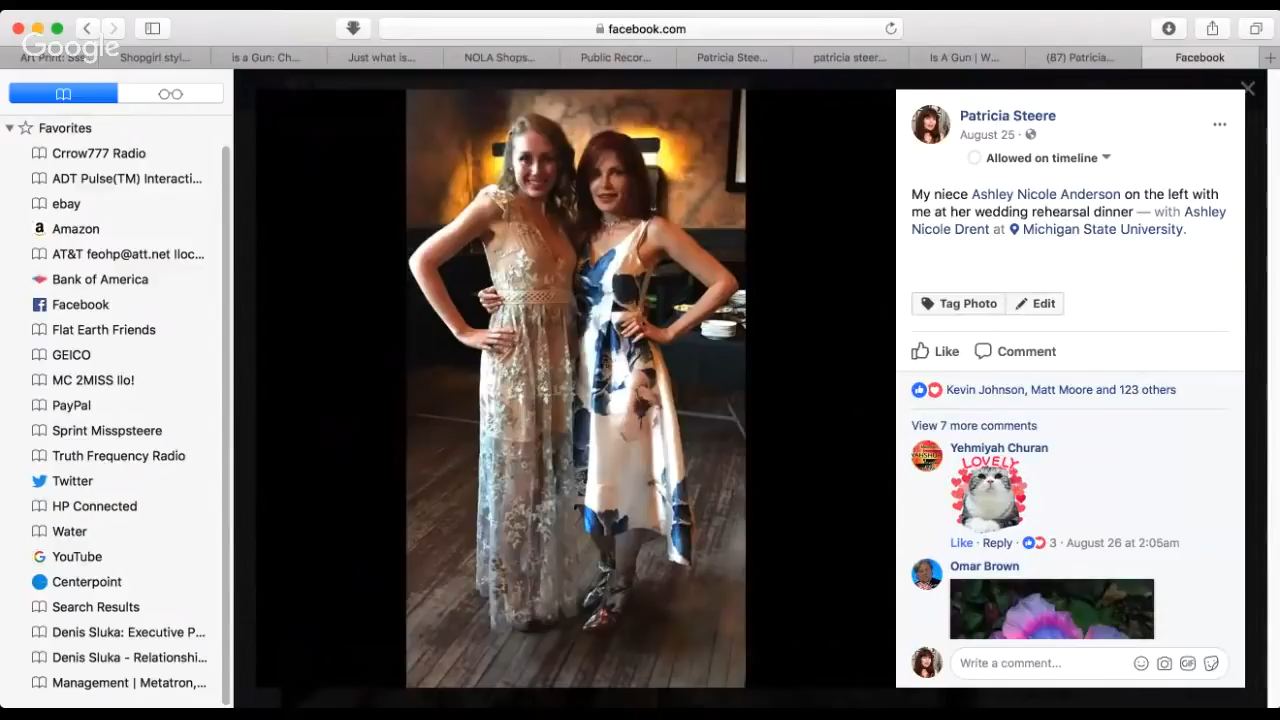 facebook.com
Google
Art Print: Sss
Shopgirl styl...
is a Gun: Ch...
Just what is...
NOLA Shops...
Public Recor...
Patricia Stee...
patricia steer...
Is A Gun | W...
(87) Patricia...
Facebook
Favorites
Crrow777 Radio
ADT Pulse(TM) Interacti...
ebay
Amazon
AT&T feohp@att.net lloc...
Bank of America
Facebook
Flat Earth Friends
GEICO
MC 2MISS llo!
PayPal
Sprint Misspsteere
Truth Frequency Radio
Twitter
HP Connected
Water
YouTube
Centerpoint
Search Results
Denis Sluka: Executive P...
Denis Sluka - Relationshi...
Management | Metatron,...
Patricia Steere
August 25 ·
Allowed on timeline
My niece Ashley Nicole Anderson on the left with
me at her wedding rehearsal dinner — with Ashley
Nicole Drent at Michigan State University.
Tag Photo Edit
Like Comment
Kevin Johnson, Matt Moore and 123 others
View 7 more comments
Yehmiyah Churan
LOVELY
Like · Reply · 3 · August 26 at 2:05am
Omar Brown
Write a comment...
GIF